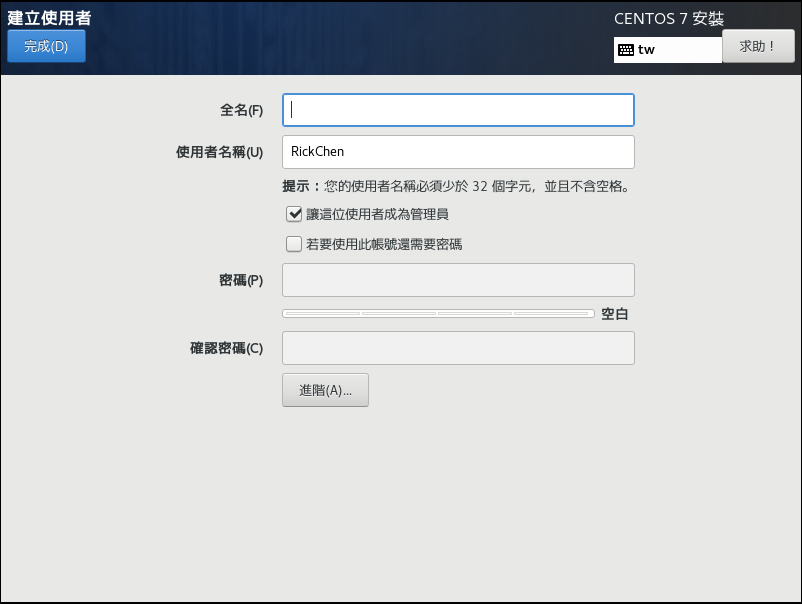 建立使用者
CENTOS 7 安裝
完成(D)
tw
求助！
全名(F)
使用者名稱(U)
RickChen
提示：您的使用者名稱必須少於 32 個字元，並且不含空格。
讓這位使用者成為管理員
若要使用此帳號還需要密碼
密碼(P)
空白
確認密碼(C)
進階(A)...